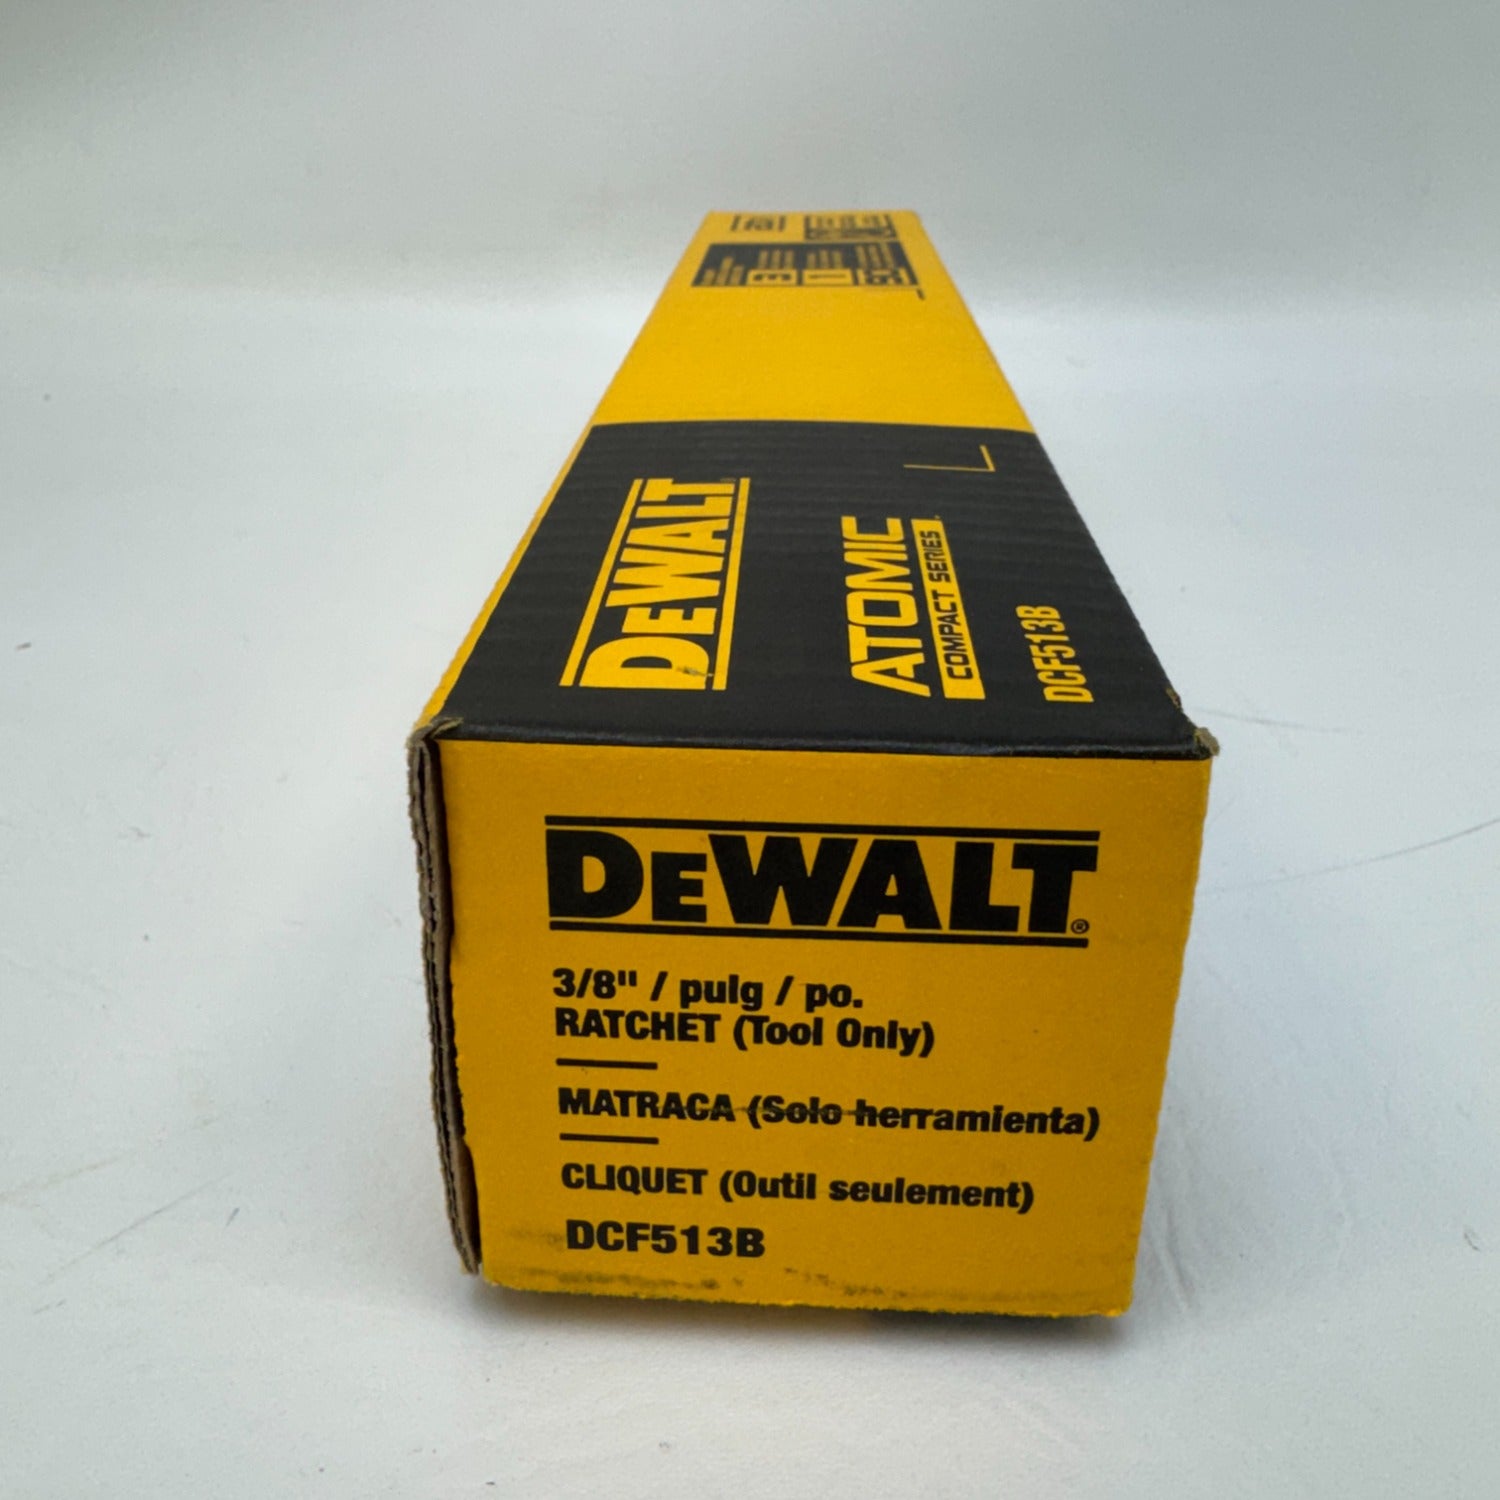 DEWALT
ATOMIC
COMPACT SERIES
DCF513B
DEWALT®
3/8" / pulg / po.
RATCHET (Tool Only)
MATRACA (Solo herramienta)
CLIQUET (Outil seulement)
DCF513B